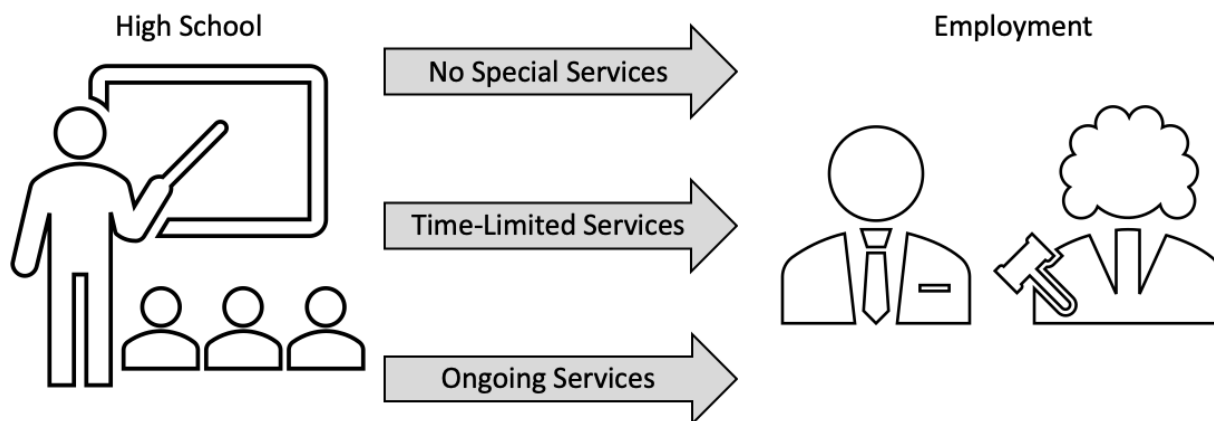 High School
Employment
No Special Services
Time-Limited Services
Ongoing Services